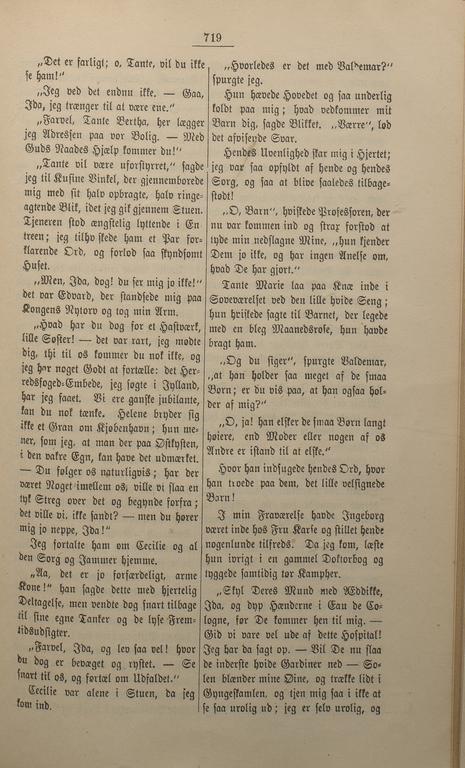 719
„Det er farligt; o, Tante, vil du ikke
se ham!“
„Jeg ved det endnu ikke. — Gaa,
Ida, jeg trænger til at være ene.“
„Farvel, Tante Bertha, her lægger
jeg Adressen paa vor Bolig. — Med
Guds Naades Hjælp kommer du!“
„Tante vil være uforstyrret,“ sagde
jeg til Kusine Vinkel, der gjennemborede
mig med sit halv opbragte, halv ringe-
agtende Blik, idet jeg gik gjennem Stuen.
Tjeneren stod ængstelig lyttende i En
treen; jeg tilhviskede ham et Par for-
klarende Ord, og forlod saa skyndsomt
Huset.
„Men, Ida, dog! du ser mig jo ikke!“
det var Edvard, der standsede mig paa
Kongens Nytorv og tog min Arm.
„Hvad har du dog for et Hastværk,
lille Søster! — det var rart, jeg mødte
dig, thi til os kommer du nok ikke, og
jeg har noget Godt at fortælle: det Her-
redsfoged-Embede, jeg søgte i Jylland,
har jeg faaet. Vi ere ganske jubilante,
kan du nok tænke. Helene bryder sig
ikke et Gran om Kjøbenhavn; hun me-
ner, som jeg, at man der paa Østkysten,
i den vakre Egn, kan have det udmærket.
— Du følger os naturligvis; har der
været Noget imellem os, ville vi slaa en
tyk Streg over det og begynde forfra;
det ville vi, ikke sandt? — men du hører
mig jo neppe, Ida!“
Jeg fortalte ham om Cecilie og al
den Sorg og Jammer hjemme.
„Aa, det er jo forfærdeligt, arme
Kone!“ han sagde dette med hjertelig
Deltagelse, men vendte dog snart tilbage
til sine egne Tanker og de lyse Frem-
tidsudsigter.
„Farvel, Ida, og lev saa vel! hvor
du dog er bevæget og rystet. — Se
snart til os, og fortæl om Udfaldet.“
Cecilie var alene i Stuen, da jeg
kom ind.
„Hvorledes er det med Valdemar?“
spurgte jeg.
Hun hævede Hovedet og saa underlig
koldt paa mig; hvad vedkommer mit
Barn dig, sagde Blikket. „Værre“, lød
det afvisende Svar.
Hendes Uvenlighed skar mig i Hjertet;
jeg var saa opfyldt af hende og hendes
Sorg, og saa at blive saaledes tilbage-
stødt!
„O, Barn“, hviskede Professoren, der
nu var kommen ind og strax forstod at
tyde min nedslagne Mine, „hun kjender
Dem jo ikke, og har ingen Anelse om,
hvad De har gjort.“
Tante Marie laa paa Knæ inde i
Soveværelset ved den lille hvide Seng;
hun hviskede sagte til Barnet, der legede
med en bleg Maanedsrose, hun havde
bragt ham.
„Og du siger“, spurgte Valdemar,
„at han holder saa meget af de smaa
Børn; er du vis paa, at han ogsaa hol-
der af mig?“
„O, ja! han elsker de smaa Børn langt
høiere, end Moder eller nogen af os
Andre er istand til at elske.“
Hvor han indsugede hendes Ord, hvor
han troede paa dem, det lille velsignede
Barn!
I min Fraværelse havde Ingeborg
været inde hos Fru Karse og stillet hende
nogenlunde tilfreds. Da jeg kom, læste
hun ivrigt i en gammel Doktorbog og
tyggede samtidig tør Kampher.
„Skyl Deres Mund med Æddikke,
Ida, og dyp Hænderne i Eau de Co-
logne, før De kommer hen til mig. —
Gid vi vare vel ude af dette Hospital!
Jeg har da sagt op. — Vil De nu slaa
de inderste hvide Gardiner ned — So-
len blænder mine Øine, og trække lidt i
Gyngeskamlen, og tjen mig saa i ikke at
se saa urolig ud; jeg er selv urolig, og